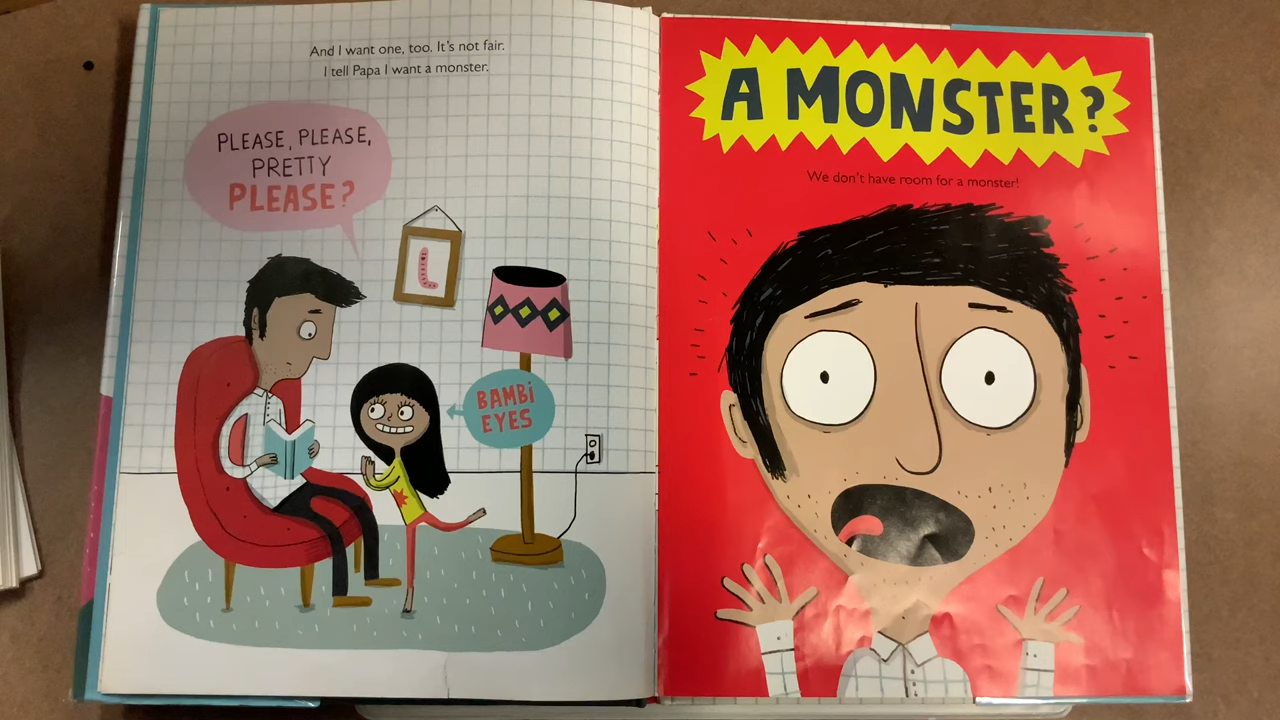 And I want one, too. It's not fair.
I tell Papa I want a monster.
PLEASE, PLEASE,
PRETTY
PLEASE?
BAMBi
EYES
A MONSTER?
We don't have room for a monster!